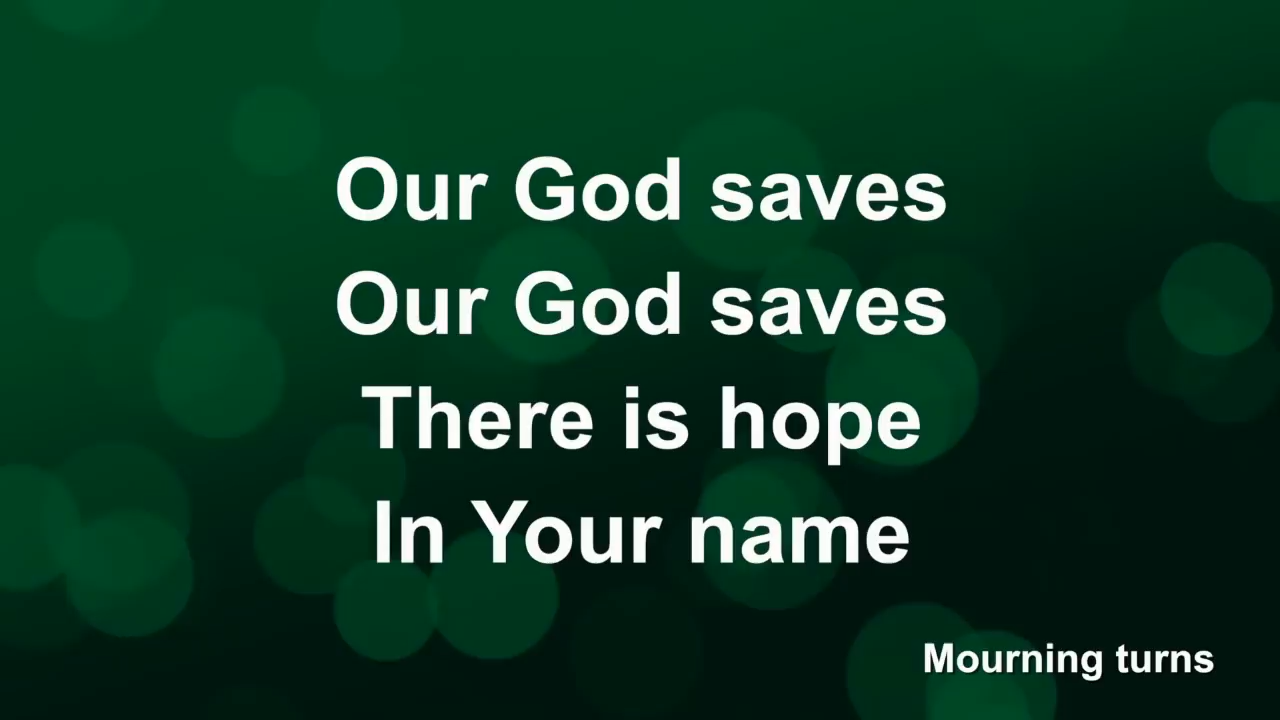 Our God saves
Our God saves
There is hope
In Your name
Mourning turns